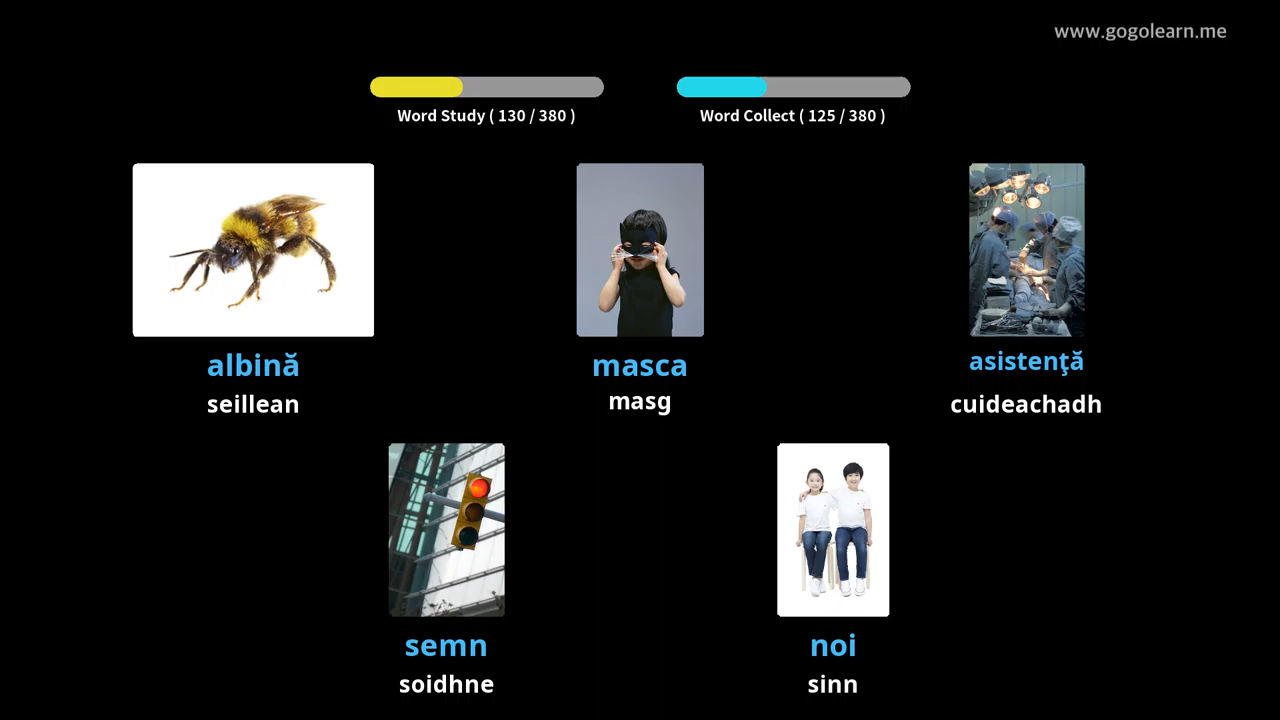 www.gogolearn.me
Word Study ( 130 / 380 )
Word Collect ( 125 / 380 )
albină
seillean
masca
masg
asistenţă
cuideachadh
semn
soidhne
noi
sinn